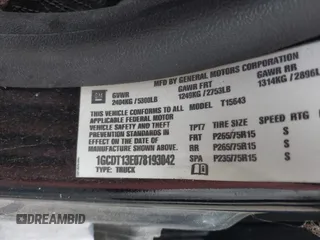 MFD BY GENERAL MOTORS CORPORATION
GM GVWR GAWR FRT GAWR RR
2404KG/5300LB 1249KG/2753LB 1314KG/2896L
THIS VEHICLE CONFORMS TO ALL MODEL: T15643
APPLICABLE FEDERAL MOTOR
VEHICLE SAFETY AND THEFT TPI7 TIRE SIZE SPEED RTG
PREVENTION STANDARDS FRT P265/75R15 S
IN EFFECT ON THE DATE OF RR P265/75R15 S
MANUFACTURE SHOWN ABOVE.
1GCDT13E078193042 SPA P235/75R15 S
TYPE: TRUCK
DREAMBID